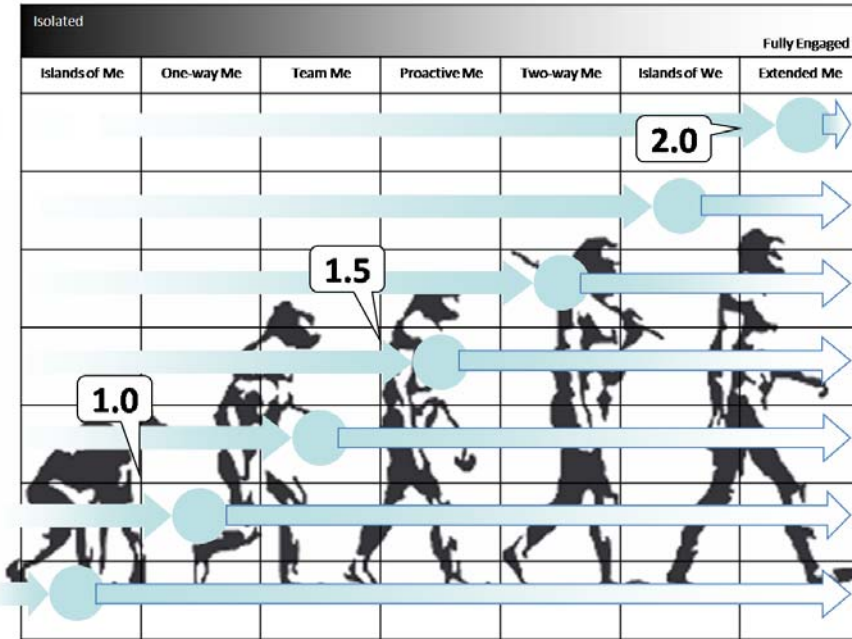 Isolated
Fully Engaged
Islands of Me
One-way Me
Team Me
Proactive Me
Two-way Me
Islands of We
Extended Me
2.0
1.5
1.0